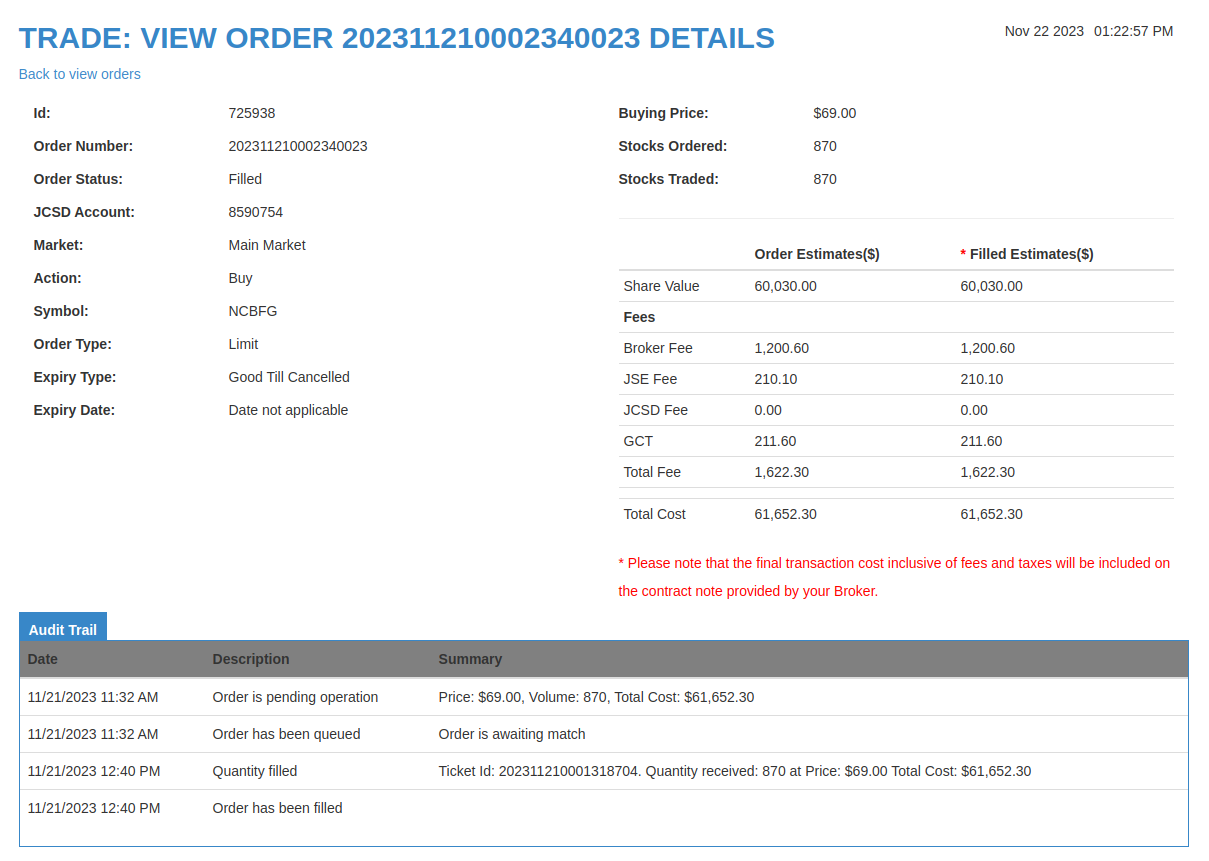 TRADE: VIEW ORDER 202311210002340023 DETAILS
Nov 22 2023 01:22:57 PM
Back to view orders
Id: 725938
Order Number: 202311210002340023
Order Status: Filled
JCSD Account: 8590754
Market: Main Market
Action: Buy
Symbol: NCBFG
Order Type: Limit
Expiry Type: Good Till Cancelled
Expiry Date: Date not applicable
Buying Price: $69.00
Stocks Ordered: 870
Stocks Traded: 870
Order Estimates($) * Filled Estimates($)
Share Value 60,030.00 60,030.00
Fees
Broker Fee 1,200.60 1,200.60
JSE Fee 210.10 210.10
JCSD Fee 0.00 0.00
GCT 211.60 211.60
Total Fee 1,622.30 1,622.30
Total Cost 61,652.30 61,652.30
* Please note that the final transaction cost inclusive of fees and taxes will be included on
the contract note provided by your Broker.
Audit Trail
Date Description Summary
11/21/2023 11:32 AM Order is pending operation Price: $69.00, Volume: 870, Total Cost: $61,652.30
11/21/2023 11:32 AM Order has been queued Order is awaiting match
11/21/2023 12:40 PM Quantity filled Ticket Id: 202311210001318704. Quantity received: 870 at Price: $69.00 Total Cost: $61,652.30
11/21/2023 12:40 PM Order has been filled